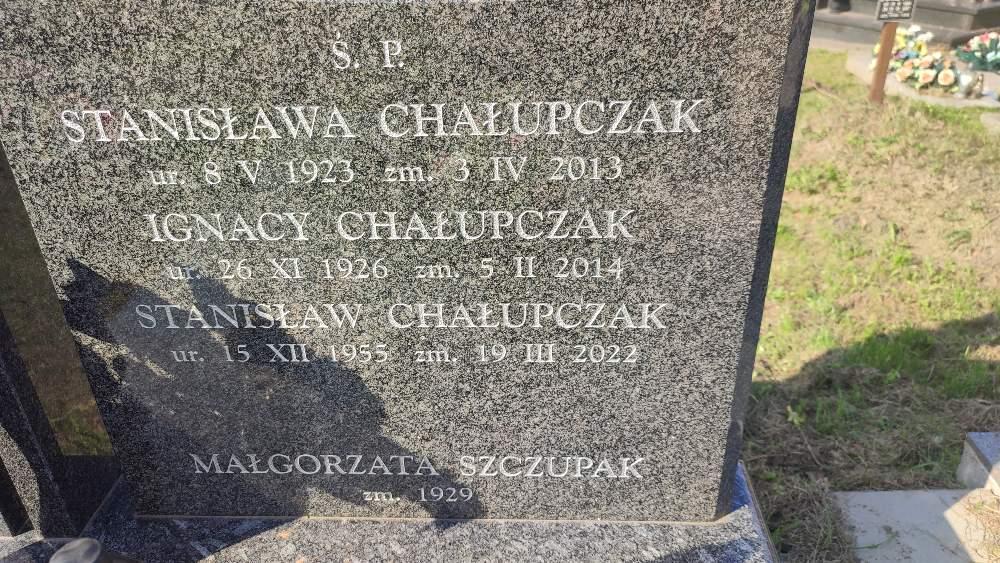 Ś. P.
STANISŁAWA CHAŁUPCZAK
ur. 8 V 1923 zm. 3 IV 2013
IGNACY CHAŁUPCZAK
ur. 26 XI 1926 zm. 5 II 2014
STANISŁAW CHAŁUPCZAK
ur. 15 XII 1955 zm. 19 III 2022
MAŁGORZATA SZCZUPAK
zm. 1929